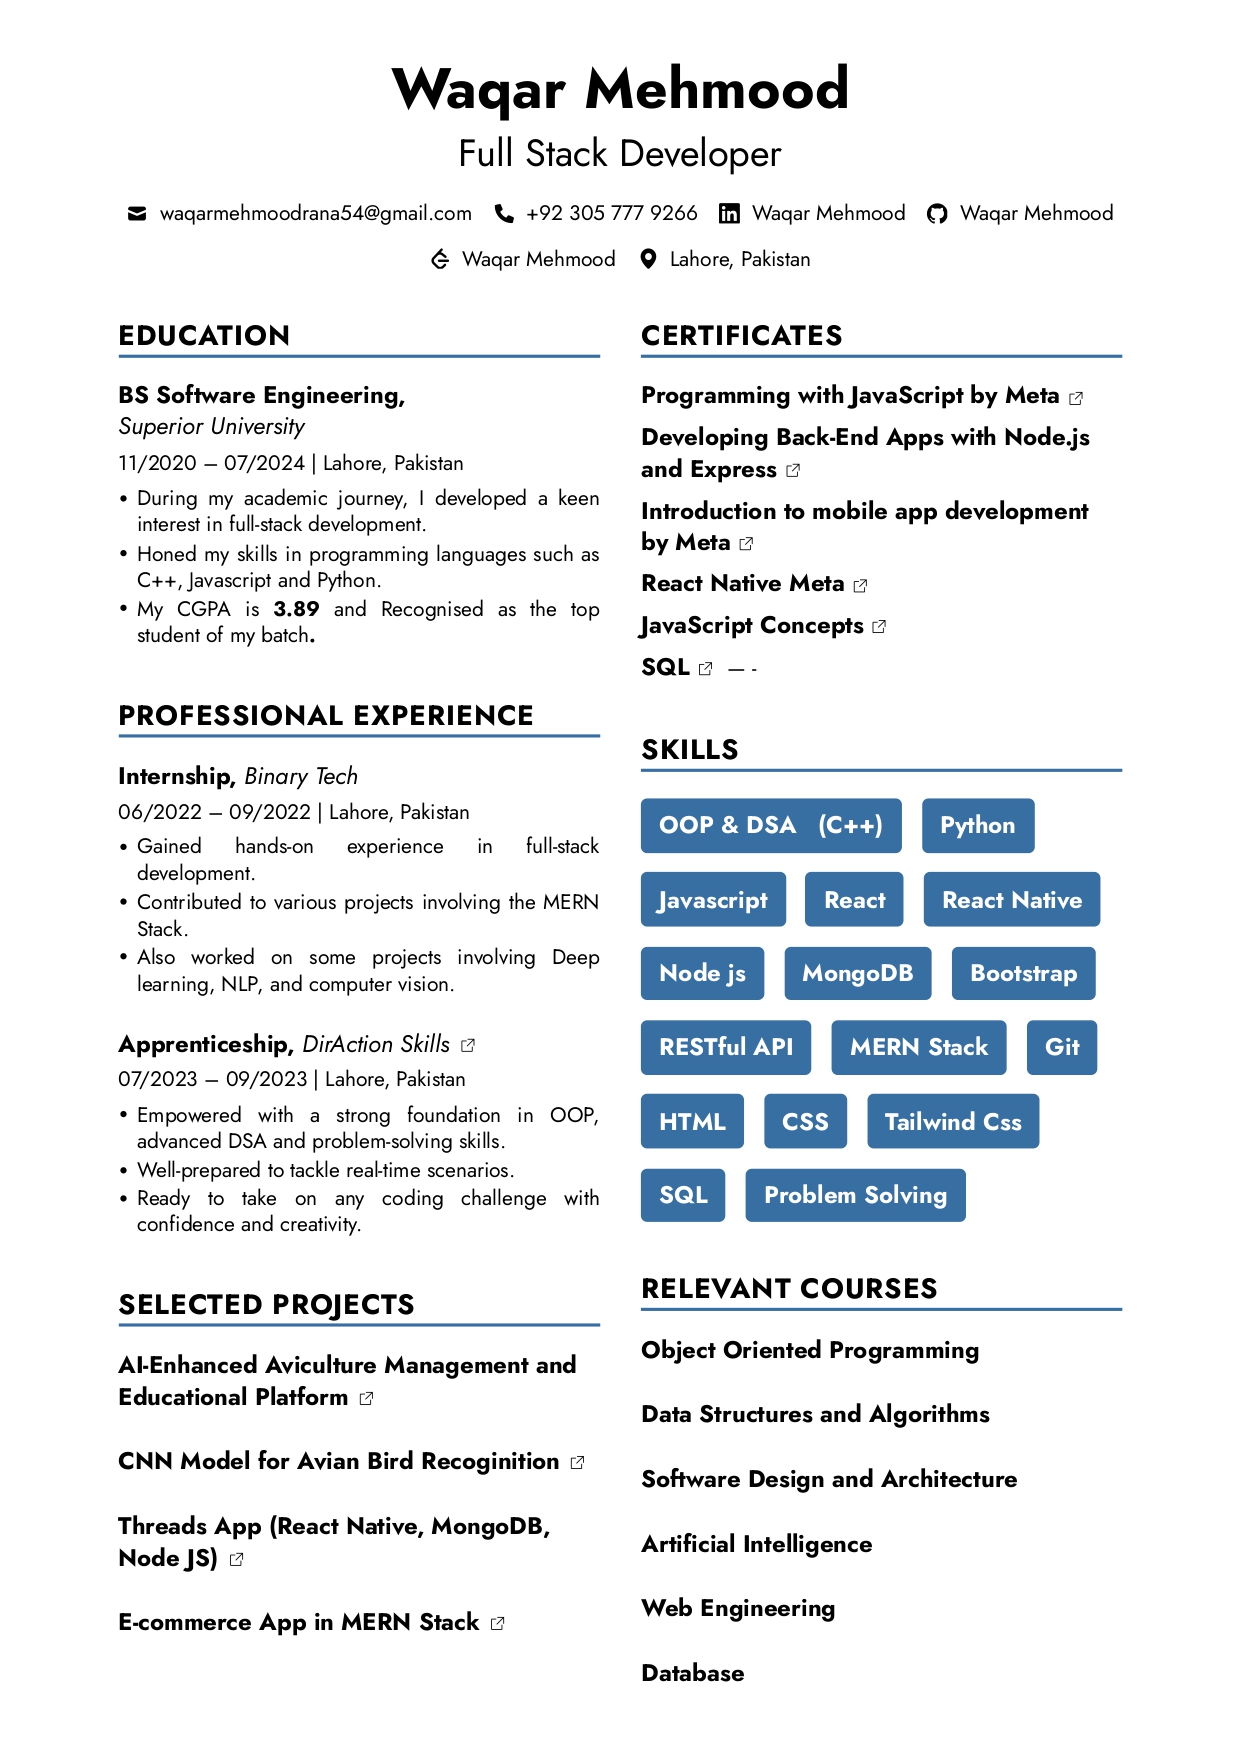 Waqar Mehmood
Full Stack Developer
waqarmehmoodrana54@gmail.com +92 305 777 9266 Waqar Mehmood Waqar Mehmood
Waqar Mehmood Lahore, Pakistan
EDUCATION
BS Software Engineering,
Superior University
11/2020 – 07/2024 | Lahore, Pakistan
• During my academic journey, I developed a keen
interest in full-stack development.
• Honed my skills in programming languages such as
C++, Javascript and Python.
• My CGPA is 3.89 and Recognised as the top
student of my batch.
PROFESSIONAL EXPERIENCE
Internship, Binary Tech
06/2022 – 09/2022 | Lahore, Pakistan
• Gained hands-on experience in full-stack
development.
• Contributed to various projects involving the MERN
Stack.
• Also worked on some projects involving Deep
learning, NLP, and computer vision.
Apprenticeship, DirAction Skills
07/2023 – 09/2023 | Lahore, Pakistan
• Empowered with a strong foundation in OOP,
advanced DSA and problem-solving skills.
• Well-prepared to tackle real-time scenarios.
• Ready to take on any coding challenge with
confidence and creativity.
SELECTED PROJECTS
AI-Enhanced Aviculture Management and
Educational Platform
CNN Model for Avian Bird Recoginition
Threads App (React Native, MongoDB,
Node JS)
E-commerce App in MERN Stack
CERTIFICATES
Programming with JavaScript by Meta
Developing Back-End Apps with Node.js
and Express
Introduction to mobile app development
by Meta
React Native Meta
JavaScript Concepts
SQL — -
SKILLS
OOP & DSA (C++) Python
Javascript React React Native
Node js MongoDB Bootstrap
RESTful API MERN Stack Git
HTML CSS Tailwind Css
SQL Problem Solving
RELEVANT COURSES
Object Oriented Programming
Data Structures and Algorithms
Software Design and Architecture
Artificial Intelligence
Web Engineering
Database